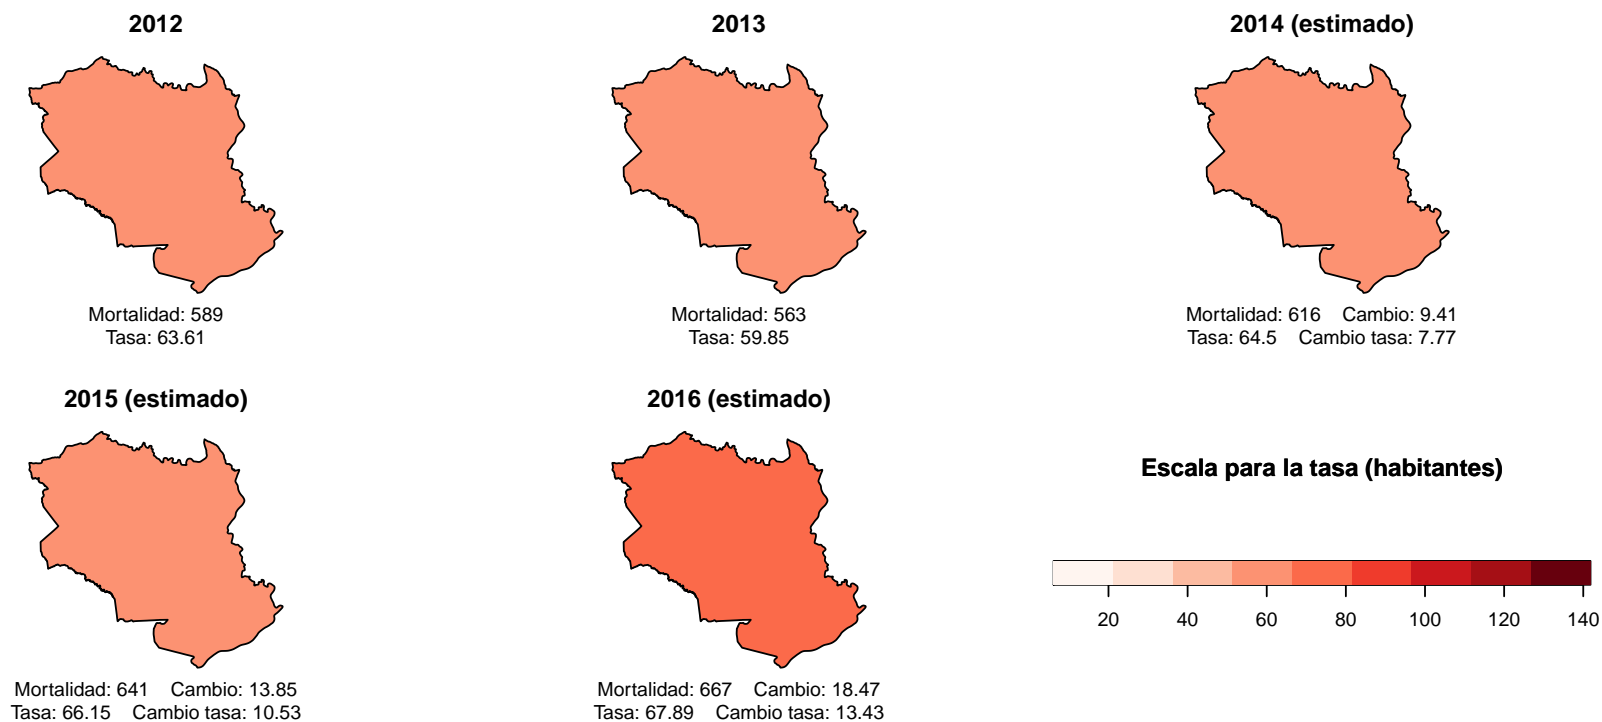 2012
Mortalidad: 589
Tasa: 63.61
2013
Mortalidad: 563
Tasa: 59.85
2014 (estimado)
Mortalidad: 616 Cambio: 9.41
Tasa: 64.5 Cambio tasa: 7.77
2015 (estimado)
Mortalidad: 641 Cambio: 13.85
Tasa: 66.15 Cambio tasa: 10.53
2016 (estimado)
Mortalidad: 667 Cambio: 18.47
Tasa: 67.89 Cambio tasa: 13.43
Escala para la tasa (habitantes)
20 40 60 80 100 120 140